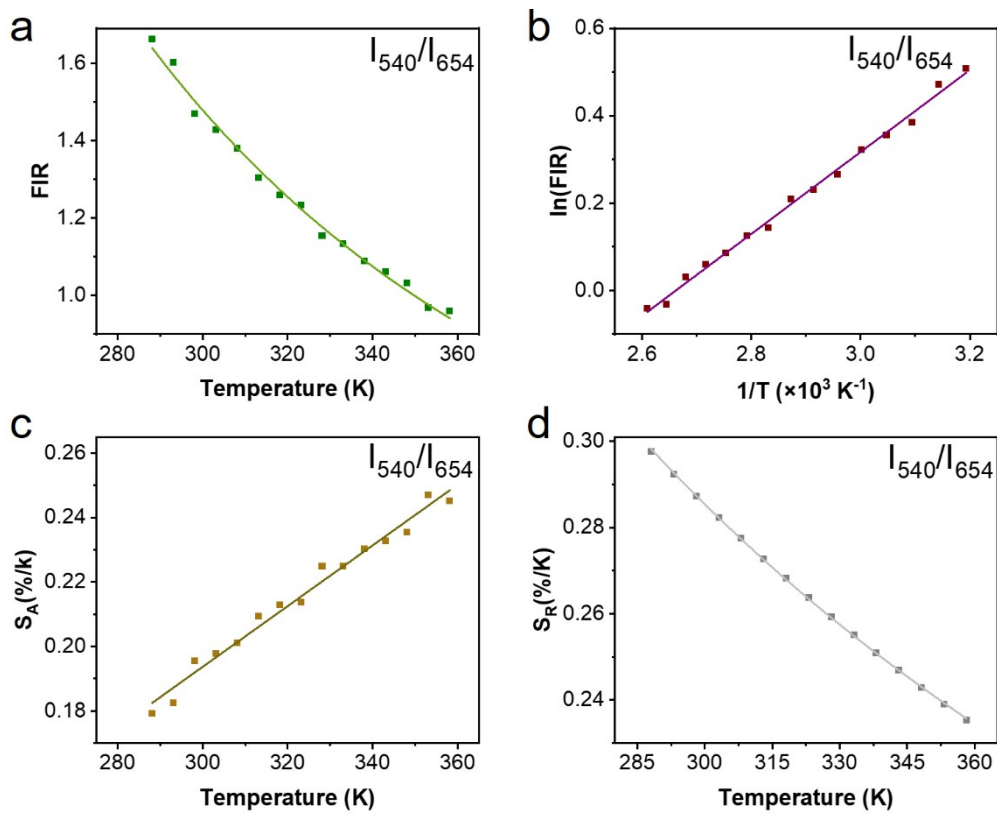 a
I540/I654
1.6
1.4
1.2
1.0
FIR
280 300 320 340 360
Temperature (K)
b
I540/I654
0.6
0.4
0.2
0.0
ln(FIR)
2.6 2.8 3.0 3.2
1/T (×10³ K⁻¹)
c
I540/I654
0.26
0.24
0.22
0.20
0.18
SA(%/k)
280 300 320 340 360
Temperature (K)
d
I540/I654
0.30
0.28
0.26
0.24
SR(%/K)
285 300 315 330 345 360
Temperature (K)